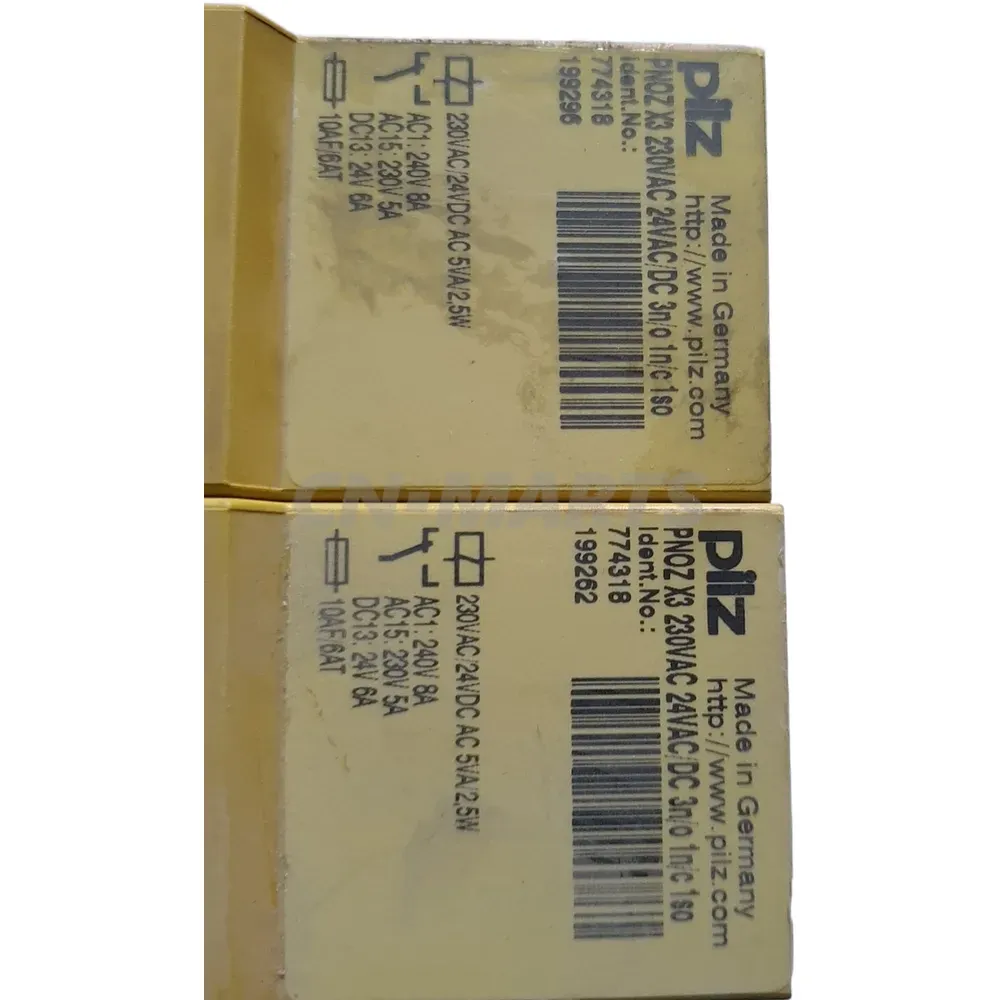 pilz
Made in Germany
http://www.pilz.com
PNOZ X3 230VAC 24VAC/DC 3n/o 1n/c 1so
Ident.No.:
774318
199296
230VAC/24VDC AC 5VA/2,5W
AC1: 240V 8A
AC15: 230V 5A
DC13: 24V 6A
10AF/6AT
CN-MARTS
pilz
Made in Germany
http://www.pilz.com
PNOZ X3 230VAC 24VAC/DC 3n/o 1n/c 1so
Ident.No.:
774318
199262
230VAC/24VDC AC 5VA/2,5W
AC1: 240V 8A
AC15: 230V 5A
DC13: 24V 6A
10AF/6AT